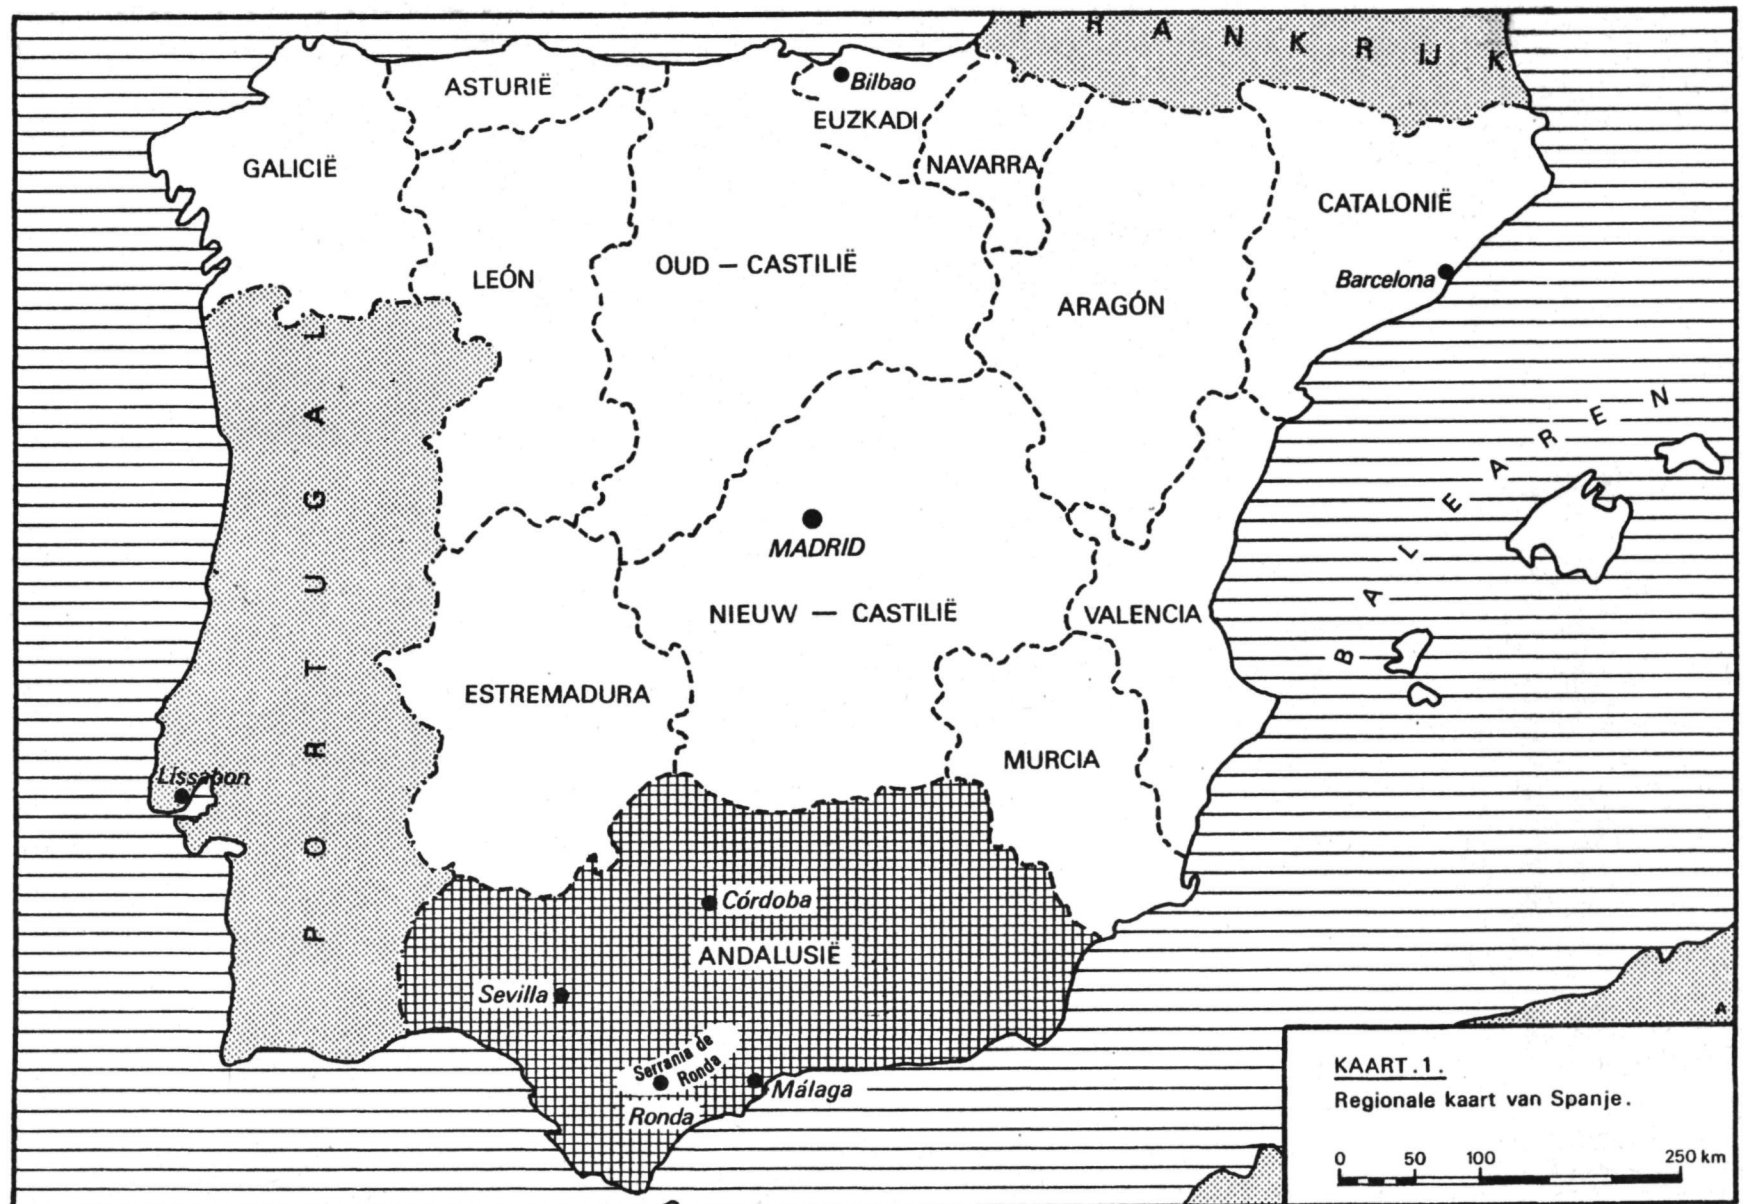 F R A N K R IJ K
ASTURIË
Bilbao
EUZKADI
GALICIË
NAVARRA
CATALONIË
LEÓN
OUD – CASTILIË
Barcelona
ARAGÓN
BALEAREN
PORTUGAL
MADRID
NIEUW – CASTILIË
VALENCIA
ESTREMADURA
MURCIA
Lissabon
Córdoba
ANDALUSIË
Sevilla
Serrania de
Ronda
Ronda
Málaga
A
KAART.1.
Regionale kaart van Spanje.
0 50 100 250 km